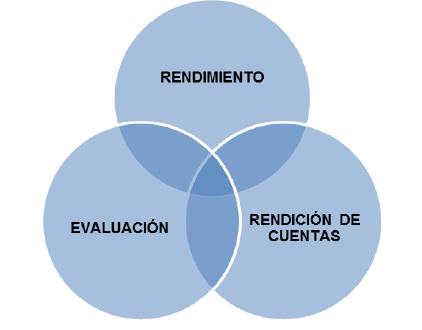 RENDIMIENTO
EVALUACIÓN
RENDICIÓN DE
CUENTAS